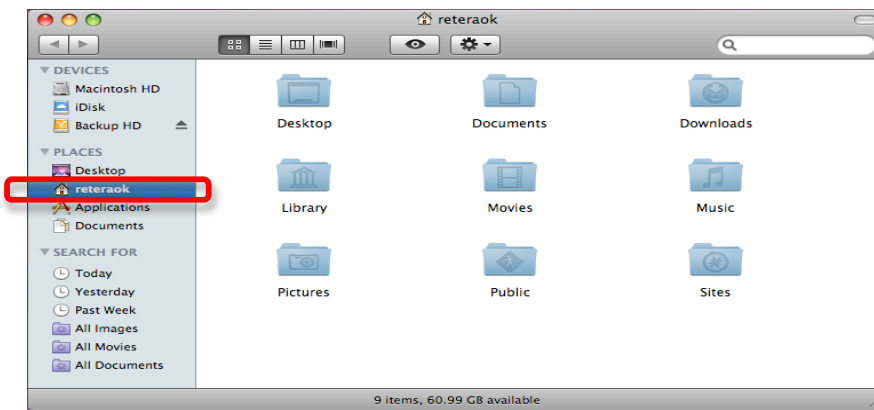 reteraok
DEVICES
Macintosh HD
iDisk
Backup HD
PLACES
Desktop
reteraok
Applications
Documents
SEARCH FOR
Today
Yesterday
Past Week
All Images
All Movies
All Documents
Desktop Documents Downloads
Library Movies Music
Pictures Public Sites
9 items, 60.99 GB available